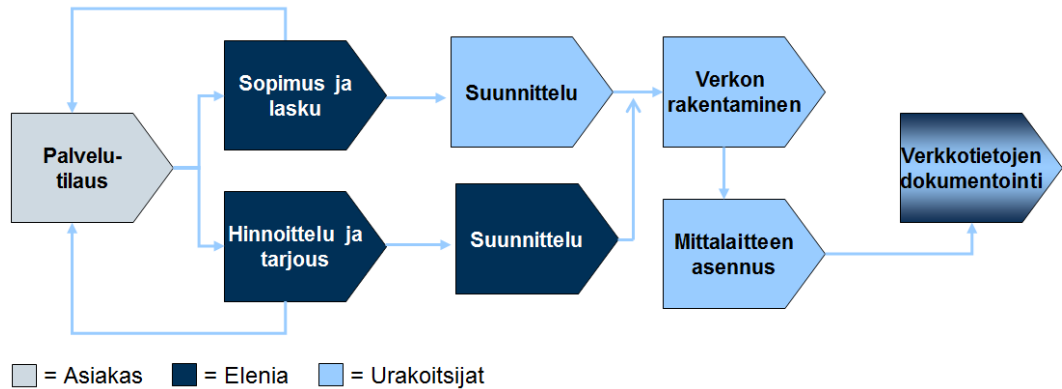 Palvelu-
tilaus
Sopimus ja
lasku
Hinnoittelu ja
tarjous
Suunnittelu
Suunnittelu
Verkon
rakentaminen
Mittalaitteen
asennus
Verkkotietojen
dokumentointi
= Asiakas = Elenia = Urakoitsijat